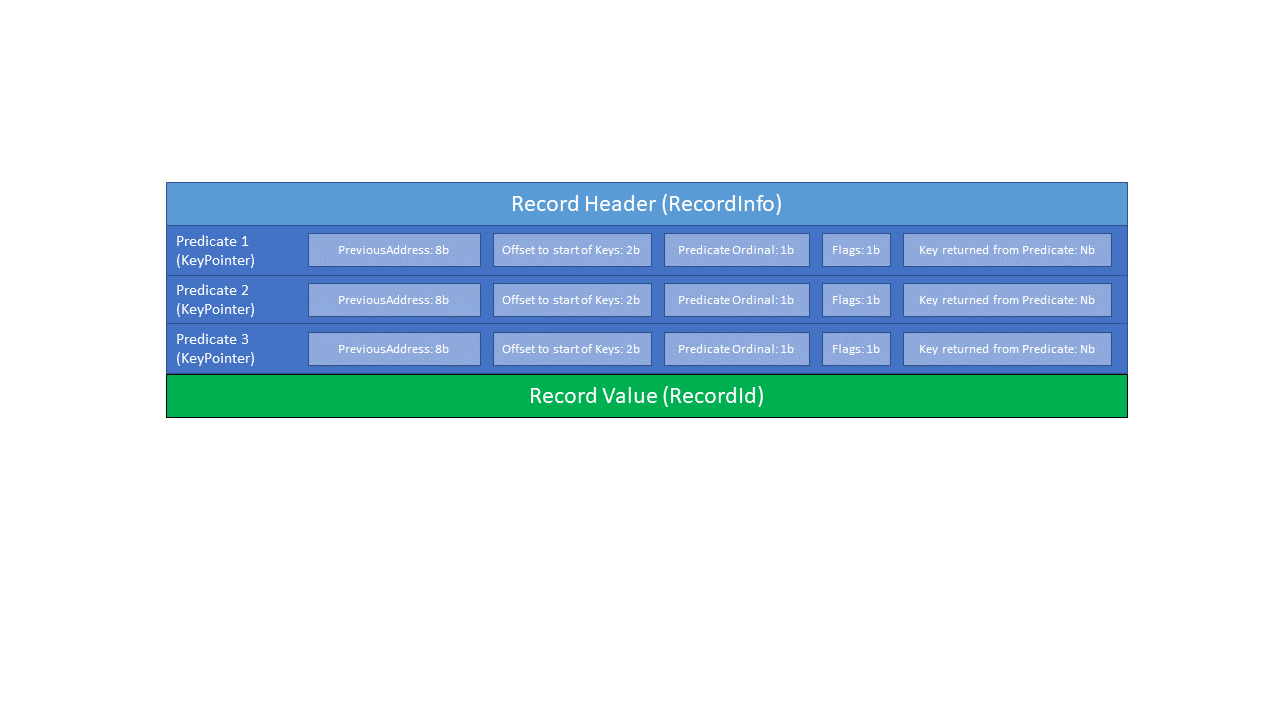 Record Header (RecordInfo)
Predicate 1
(KeyPointer)
PreviousAddress: 8b
Offset to start of Keys: 2b
Predicate Ordinal: 1b
Flags: 1b
Key returned from Predicate: Nb
Predicate 2
(KeyPointer)
PreviousAddress: 8b
Offset to start of Keys: 2b
Predicate Ordinal: 1b
Flags: 1b
Key returned from Predicate: Nb
Predicate 3
(KeyPointer)
PreviousAddress: 8b
Offset to start of Keys: 2b
Predicate Ordinal: 1b
Flags: 1b
Key returned from Predicate: Nb
Record Value (RecordId)